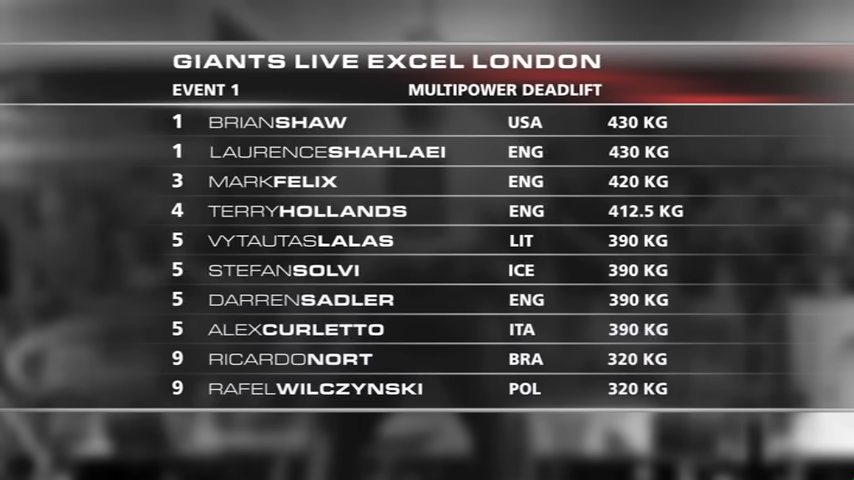 GIANTS LIVE EXCEL LONDON
EVENT 1 MULTIPOWER DEADLIFT
1 BRIANSHAW USA 430 KG
1 LAURENCESHAHLAEI ENG 430 KG
3 MARKFELIX ENG 420 KG
4 TERRYHOLLANDS ENG 412.5 KG
5 VYTAUTASLALAS LIT 390 KG
5 STEFANSOLVI ICE 390 KG
5 DARRENSADLER ENG 390 KG
5 ALEXCURLETTO ITA 390 KG
9 RICARDONORT BRA 320 KG
9 RAFELWILCZYNSKI POL 320 KG